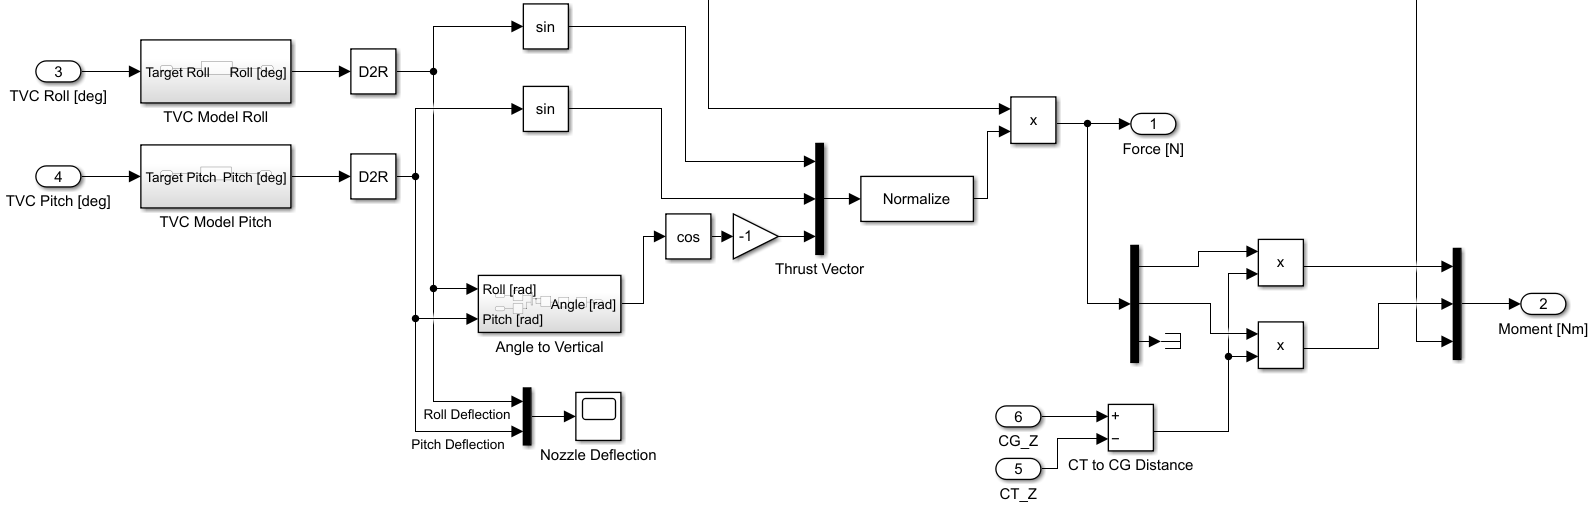 sin
3
TVC Roll [deg]
Target Roll Roll [deg]
TVC Model Roll
D2R
sin
4
TVC Pitch [deg]
Target Pitch Pitch [deg]
TVC Model Pitch
D2R
x
1
Force [N]
Normalize
cos
-1
Thrust Vector
Roll [rad]
Angle [rad]
Pitch [rad]
Angle to Vertical
x
x
2
Moment [Nm]
Roll Deflection
Pitch Deflection
Nozzle Deflection
6
CG_Z
+
−
CT to CG Distance
5
CT_Z